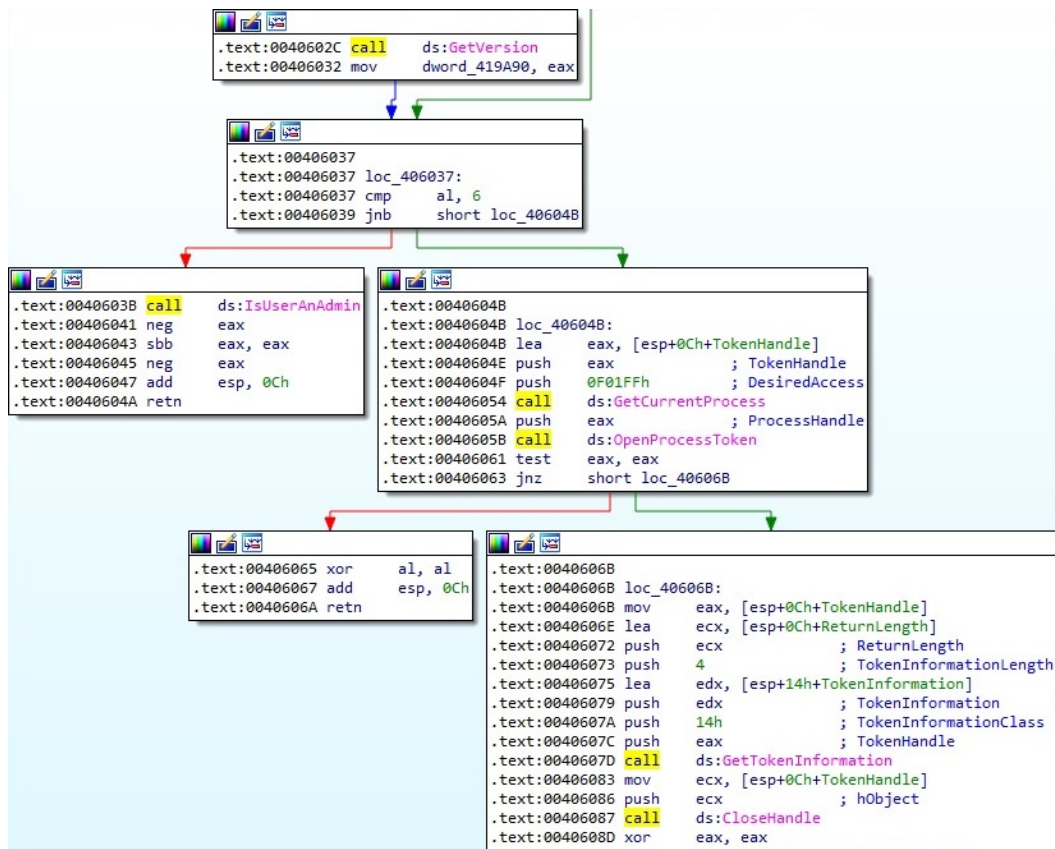 .text:0040602C call ds:GetVersion
.text:00406032 mov dword_419A90, eax
.text:00406037
.text:00406037 loc_406037:
.text:00406037 cmp al, 6
.text:00406039 jnb short loc_40604B
.text:0040603B call ds:IsUserAnAdmin
.text:00406041 neg eax
.text:00406043 sbb eax, eax
.text:00406045 neg eax
.text:00406047 add esp, 0Ch
.text:0040604A retn
.text:0040604B
.text:0040604B loc_40604B:
.text:0040604B lea eax, [esp+0Ch+TokenHandle]
.text:0040604E push eax ; TokenHandle
.text:0040604F push 0F01FFh ; DesiredAccess
.text:00406054 call ds:GetCurrentProcess
.text:0040605A push eax ; ProcessHandle
.text:0040605B call ds:OpenProcessToken
.text:00406061 test eax, eax
.text:00406063 jnz short loc_40606B
.text:00406065 xor al, al
.text:00406067 add esp, 0Ch
.text:0040606A retn
.text:0040606B
.text:0040606B loc_40606B:
.text:0040606B mov eax, [esp+0Ch+TokenHandle]
.text:0040606E lea ecx, [esp+0Ch+ReturnLength]
.text:00406072 push ecx ; ReturnLength
.text:00406073 push 4 ; TokenInformationLength
.text:00406075 lea edx, [esp+14h+TokenInformation]
.text:00406079 push edx ; TokenInformation
.text:0040607A push 14h ; TokenInformationClass
.text:0040607C push eax ; TokenHandle
.text:0040607D call ds:GetTokenInformation
.text:00406083 mov ecx, [esp+0Ch+TokenHandle]
.text:00406086 push ecx ; hObject
.text:00406087 call ds:CloseHandle
.text:0040608D xor eax, eax